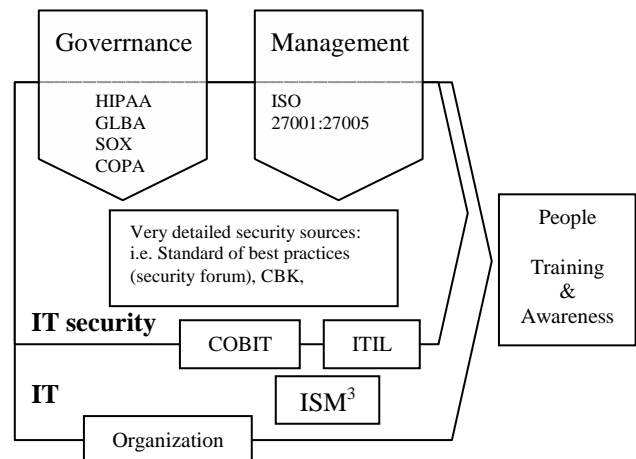 Goverrnance
Management
HIPAA
GLBA
SOX
COPA
ISO
27001:27005
Very detailed security sources:
i.e. Standard of best practices
(security forum), CBK,
People
Training
&
Awareness
IT security
COBIT
ITIL
IT
ISM³
Organization